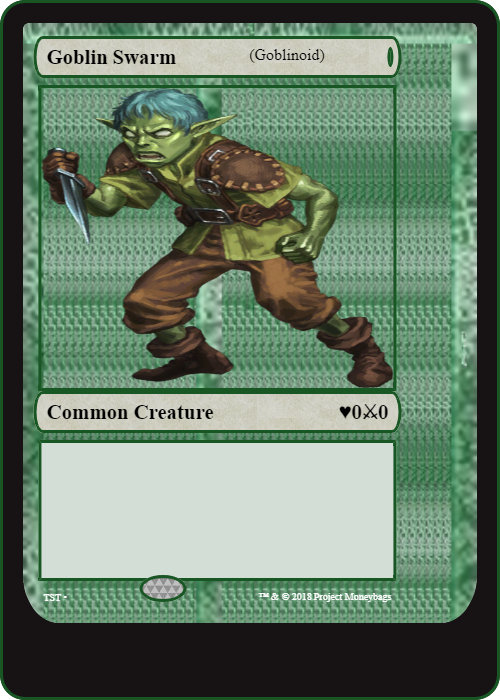 Goblin Swarm (Goblinoid)
Common Creature ♥0⚔0
TST - ™ & © 2018 Project Moneybags